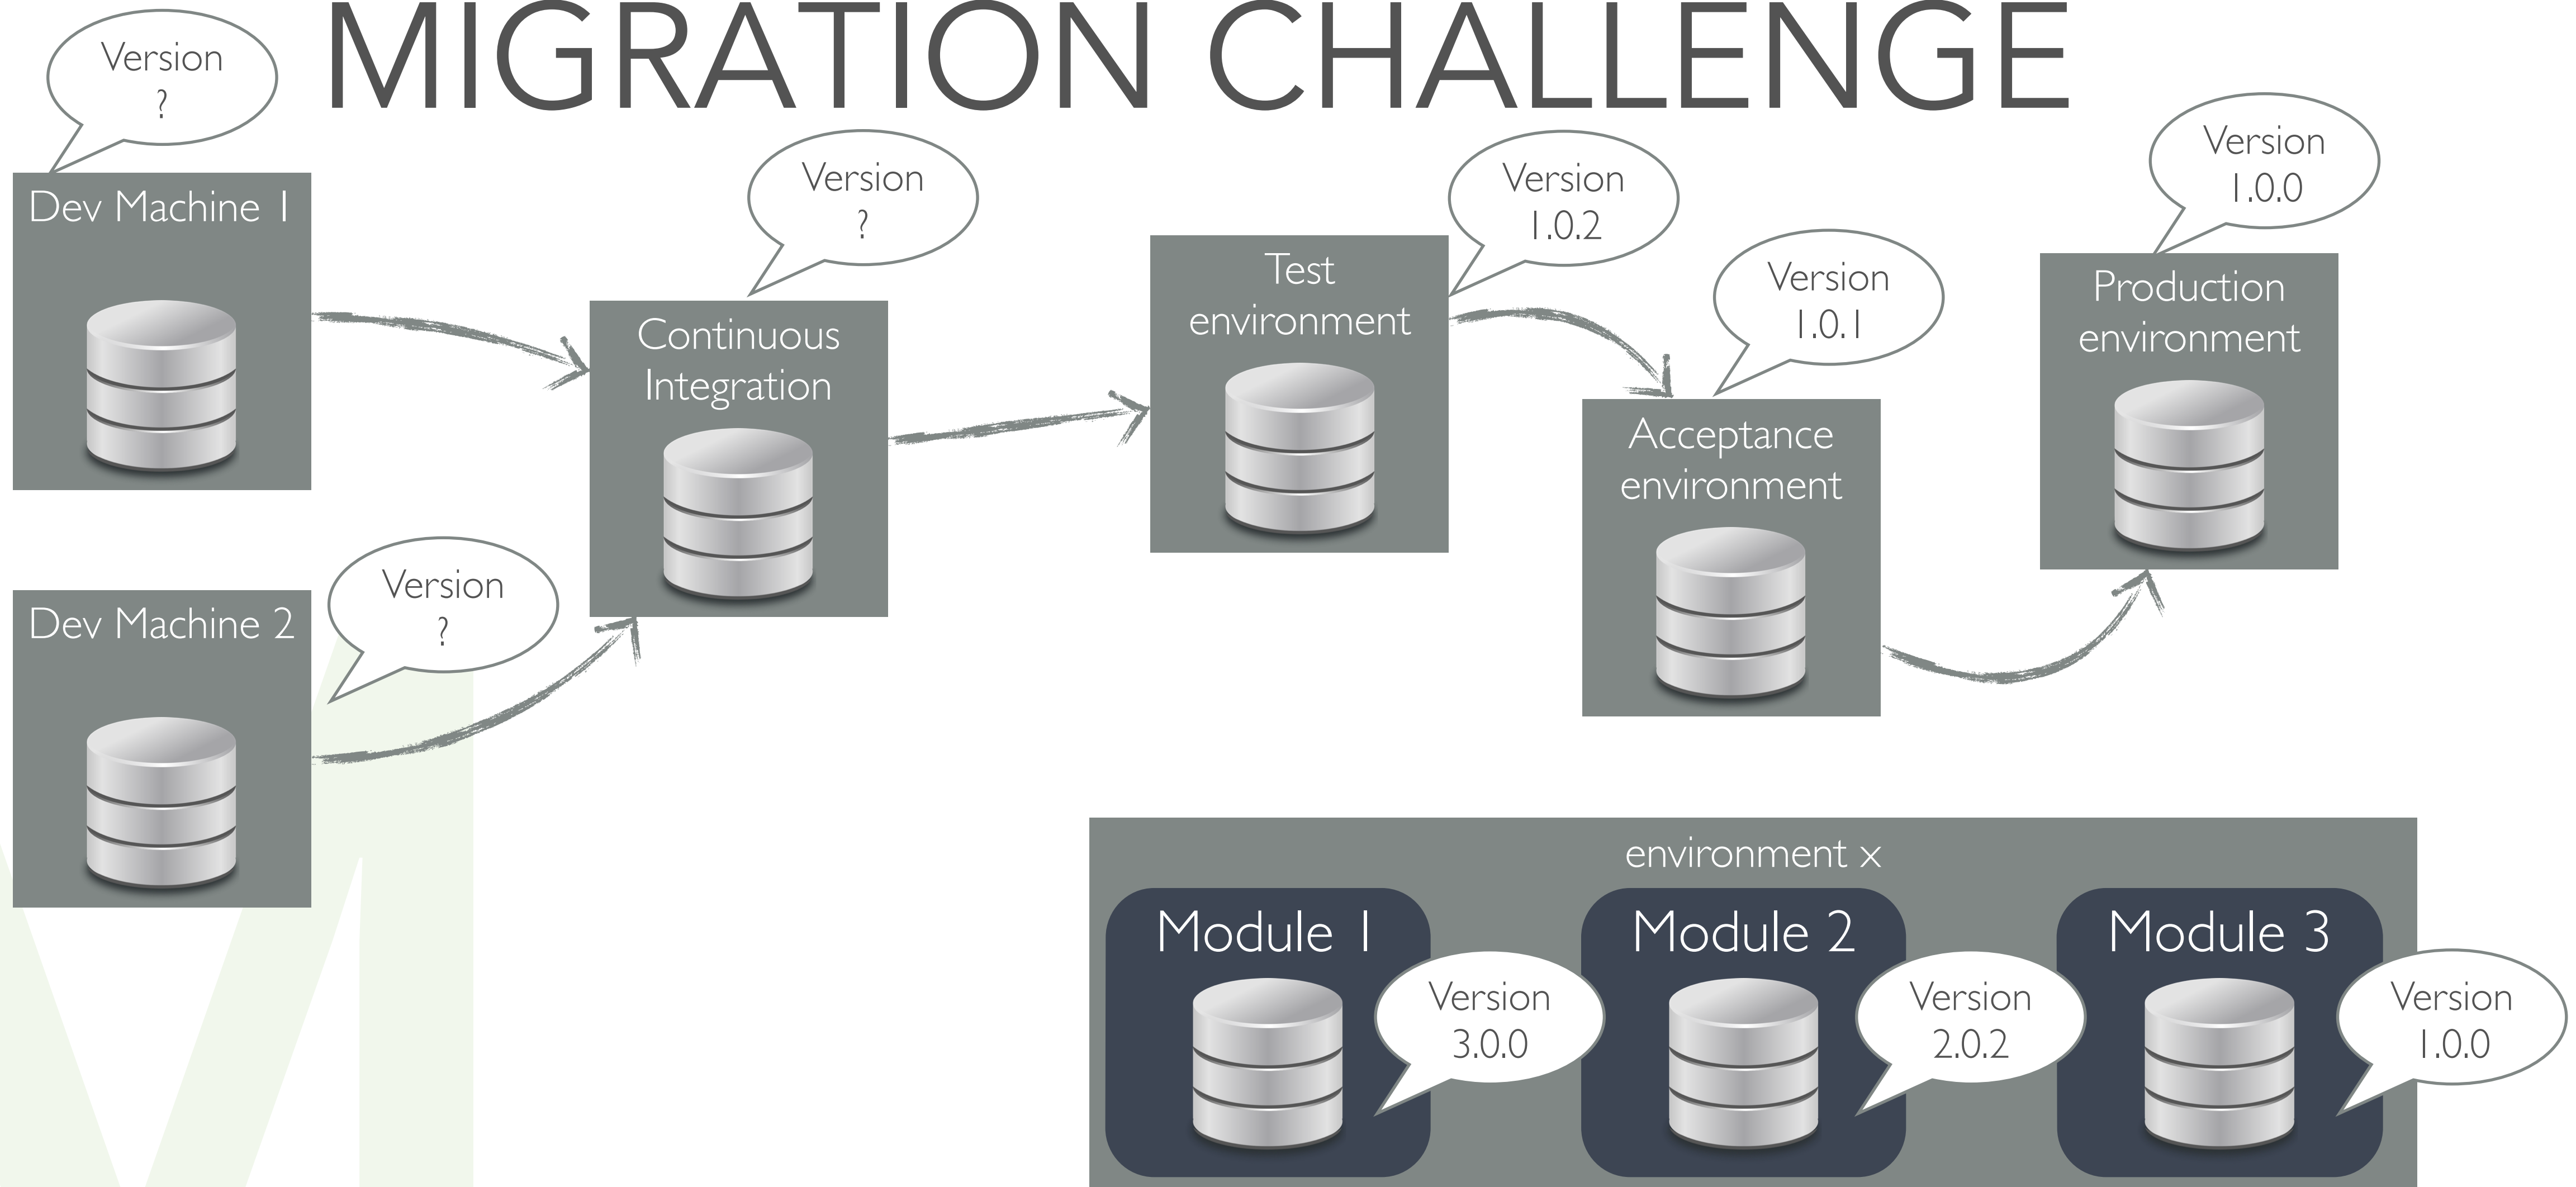 MIGRATION CHALLENGE
Version
?
Dev Machine 1
Version
?
Continuous
Integration
Version
?
Dev Machine 2
Version
1.0.2
Test
environment
Version
1.0.1
Acceptance
environment
Version
1.0.0
Production
environment
environment x
Module 1
Version
3.0.0
Module 2
Version
2.0.2
Module 3
Version
1.0.0